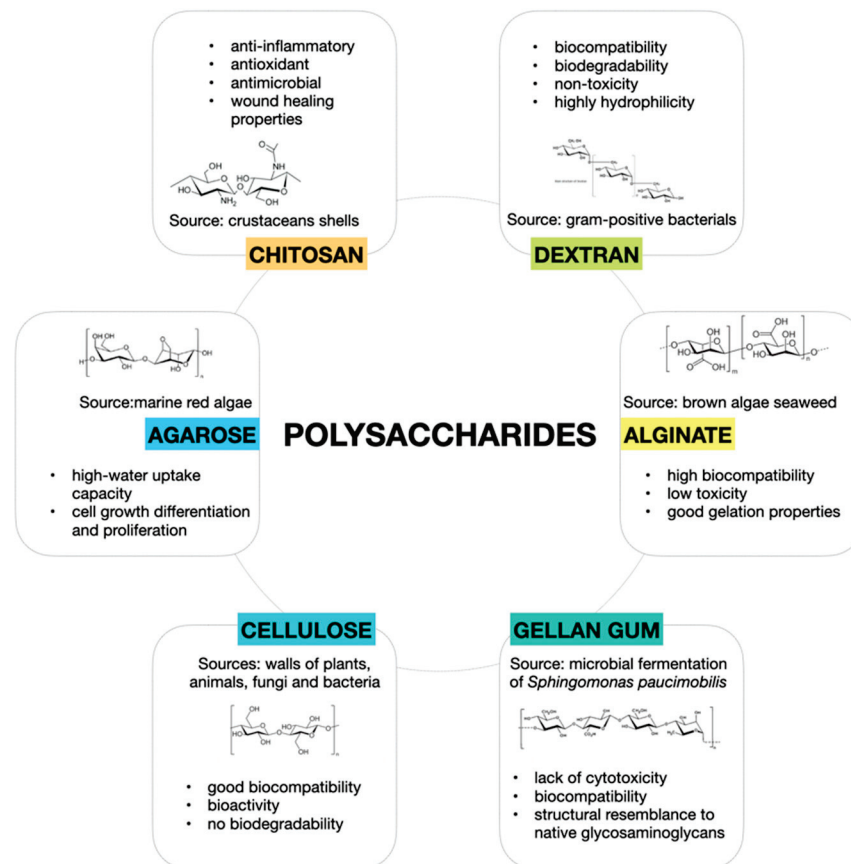 anti-inflammatory
antioxidant
antimicrobial
wound healing
properties
Source: crustaceans shells
CHITOSAN
biocompatibility
biodegradability
non-toxicity
highly hydrophilicity
Source: gram-positive bacterials
DEXTRAN
Source:marine red algae
AGAROSE
high-water uptake
capacity
cell growth differentiation
and proliferation
POLYSACCHARIDES
Source: brown algae seaweed
ALGINATE
high biocompatibility
low toxicity
good gelation properties
CELLULOSE
Sources: walls of plants,
animals, fungi and bacteria
good biocompatibility
bioactivity
no biodegradability
GELLAN GUM
Source: microbial fermentation
of Sphingomonas paucimobilis
lack of cytotoxicity
biocompatibility
structural resemblance to
native glycosaminoglycans